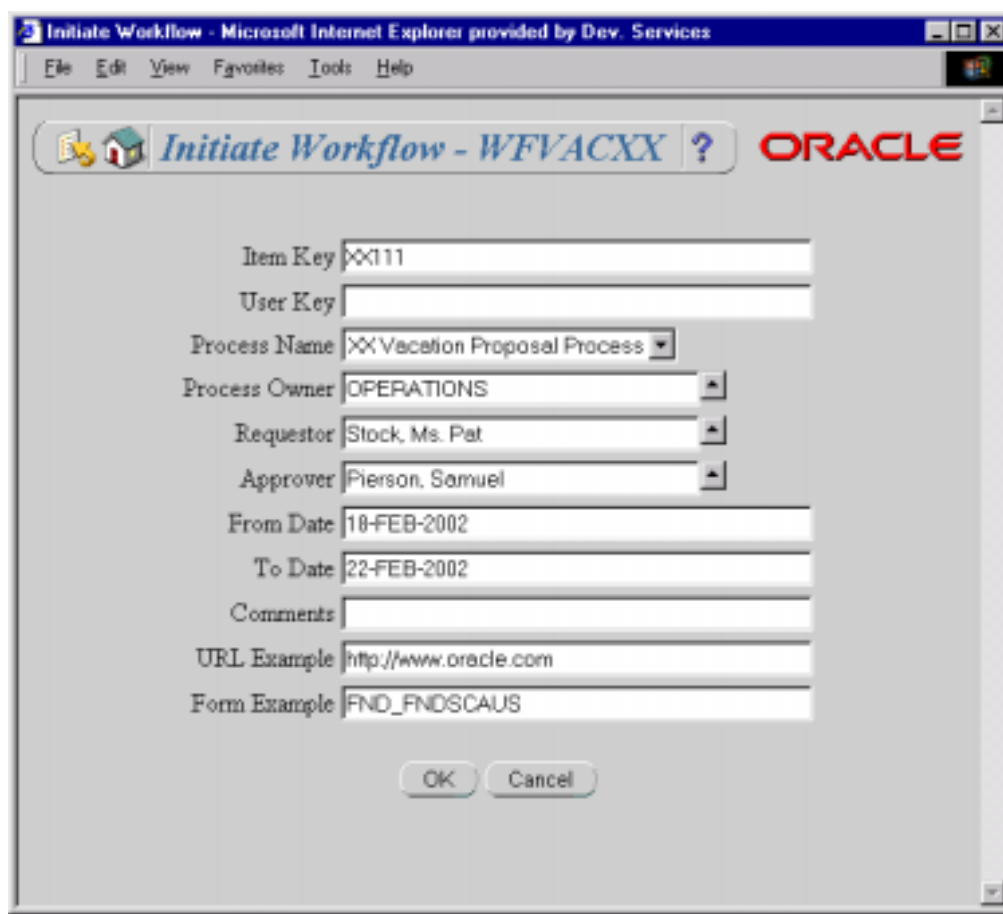 Initiate Workflow - Microsoft Internet Explorer provided by Dev. Services
File Edit View Favorites Tools Help
Initiate Workflow - WFVACXX ? ORACLE
Item Key XX111
User Key
Process Name XX Vacation Proposal Process
Process Owner OPERATIONS
Requestor Stock, Ms. Pat
Approver Pierson, Samuel
From Date 18-FEB-2002
To Date 22-FEB-2002
Comments
URL Example http://www.oracle.com
Form Example FND_FNDSCAUS
OK Cancel